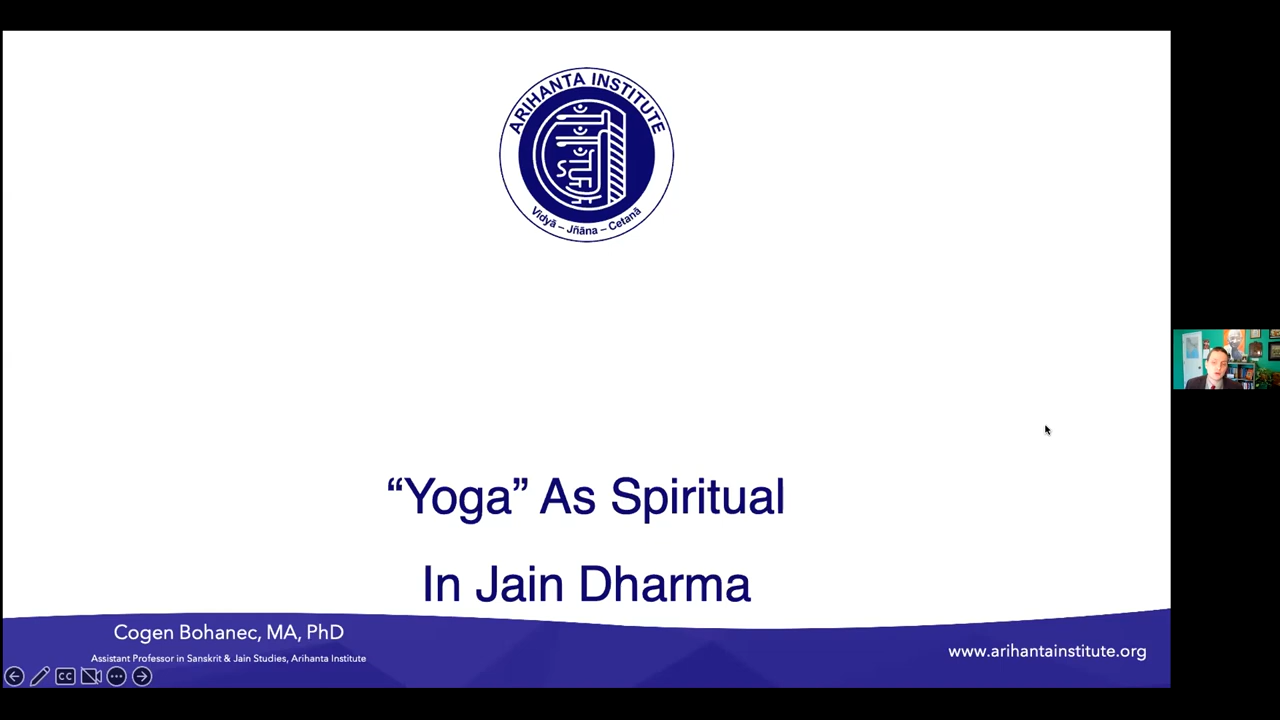 ARIHANTA INSTITUTE
Vidyā – Jñāna – Cetanā
“Yoga” As Spiritual
In Jain Dharma
Cogen Bohanec, MA, PhD
Assistant Professor in Sanskrit & Jain Studies, Arihanta Institute
www.arihantainstitute.org
CC